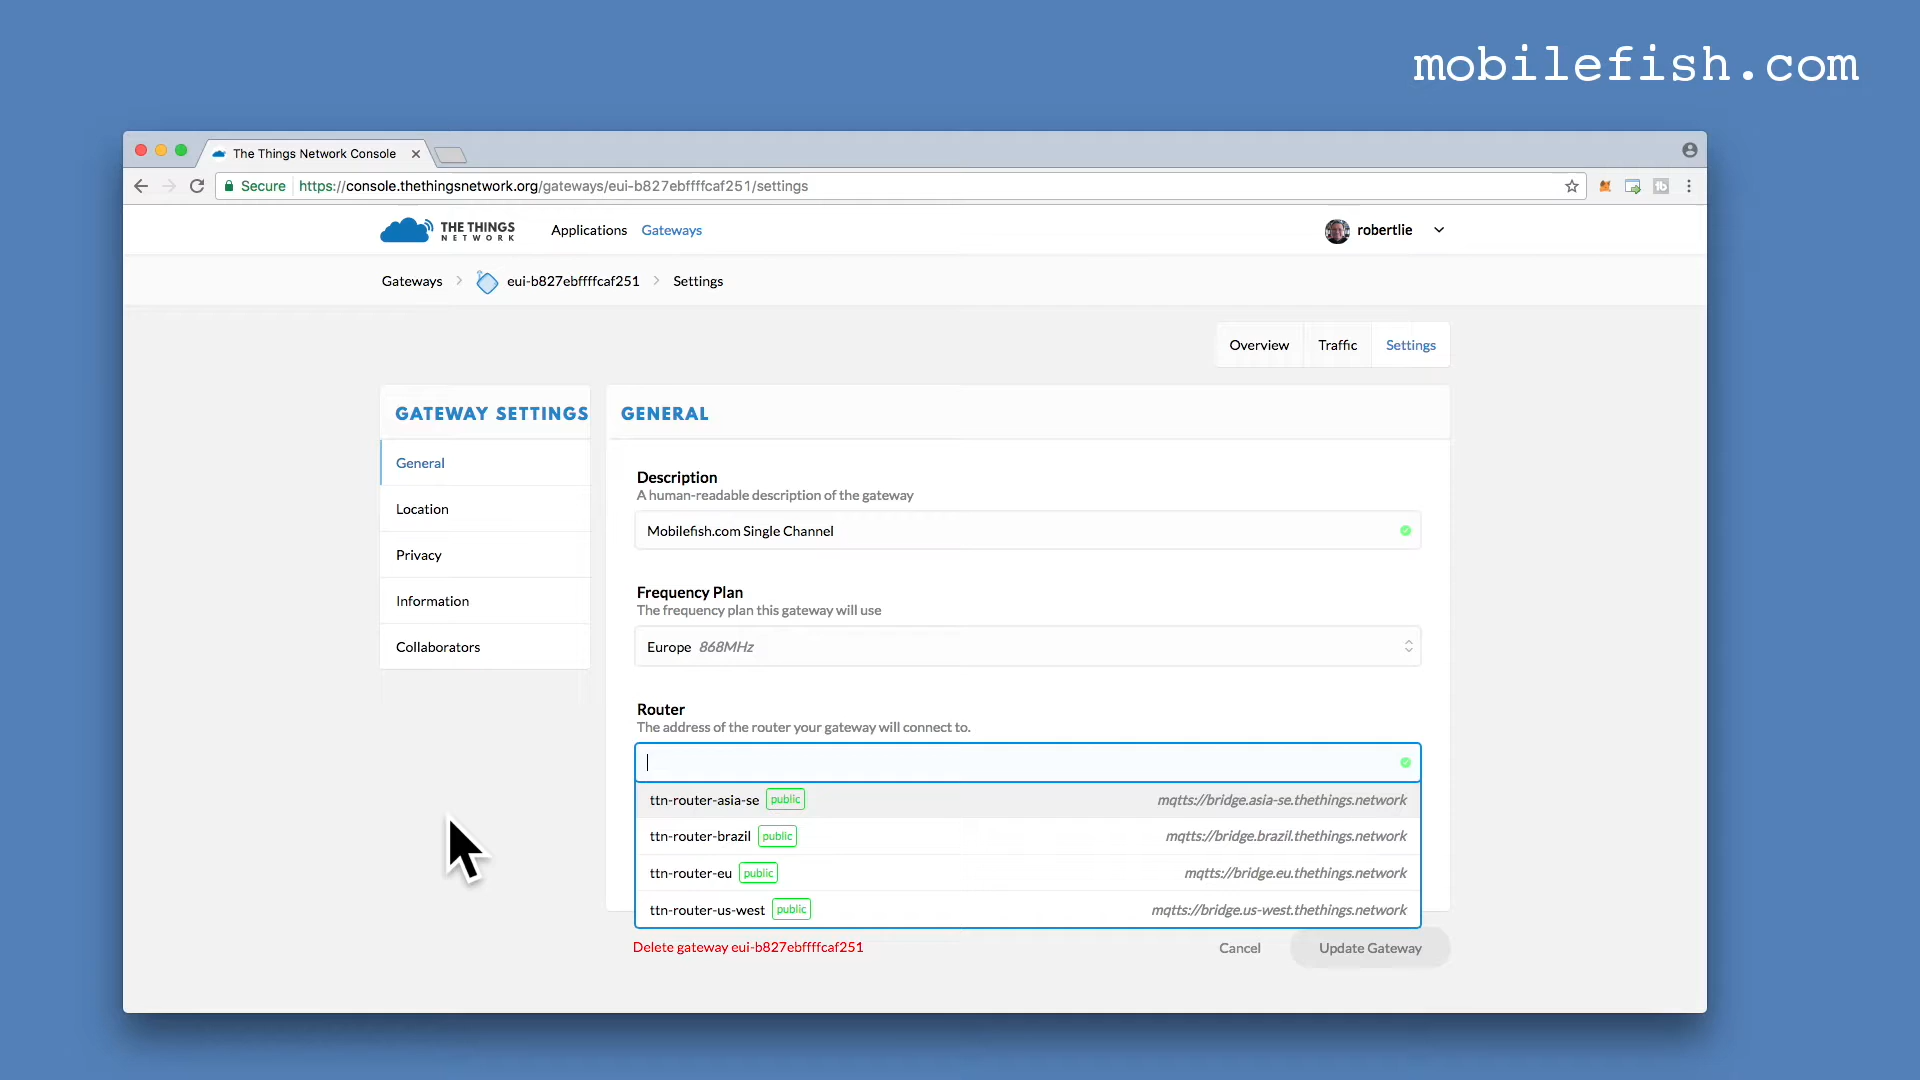 mobilefish.com
The Things Network Console
Secure https://console.thethingsnetwork.org/gateways/eui-b827ebffffcaf251/settings
THE THINGS
NETWORK
Applications Gateways
robertlie
Gateways eui-b827ebffffcaf251 Settings
Overview Traffic Settings
GATEWAY SETTINGS
General
Location
Privacy
Information
Collaborators
GENERAL
Description
A human-readable description of the gateway
Mobilefish.com Single Channel
Frequency Plan
The frequency plan this gateway will use
Europe 868MHz
Router
The address of the router your gateway will connect to.
ttn-router-asia-se public mqtts://bridge.asia-se.thethings.network
ttn-router-brazil public mqtts://bridge.brazil.thethings.network
ttn-router-eu public mqtts://bridge.eu.thethings.network
ttn-router-us-west public mqtts://bridge.us-west.thethings.network
Delete gateway eui-b827ebffffcaf251 Cancel Update Gateway